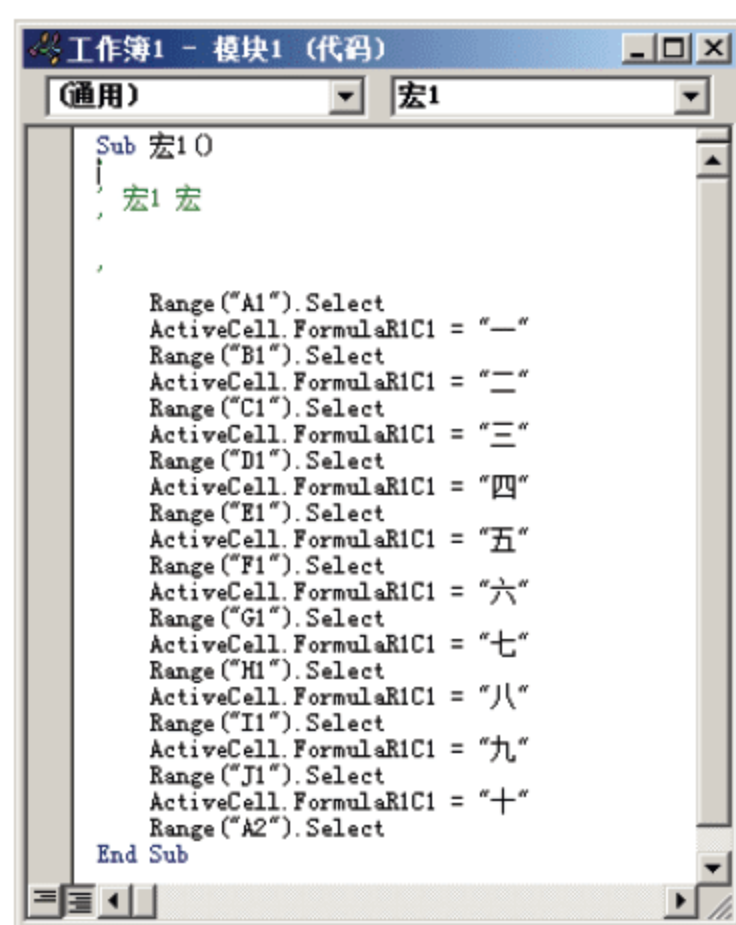 工作簿1 - 模块1 (代码)
(通用) 宏1
Sub 宏1()
'
' 宏1 宏
'

'
    Range("A1").Select
    ActiveCell.FormulaR1C1 = "一"
    Range("B1").Select
    ActiveCell.FormulaR1C1 = "二"
    Range("C1").Select
    ActiveCell.FormulaR1C1 = "三"
    Range("D1").Select
    ActiveCell.FormulaR1C1 = "四"
    Range("E1").Select
    ActiveCell.FormulaR1C1 = "五"
    Range("F1").Select
    ActiveCell.FormulaR1C1 = "六"
    Range("G1").Select
    ActiveCell.FormulaR1C1 = "七"
    Range("H1").Select
    ActiveCell.FormulaR1C1 = "八"
    Range("I1").Select
    ActiveCell.FormulaR1C1 = "九"
    Range("J1").Select
    ActiveCell.FormulaR1C1 = "十"
    Range("A2").Select
End Sub